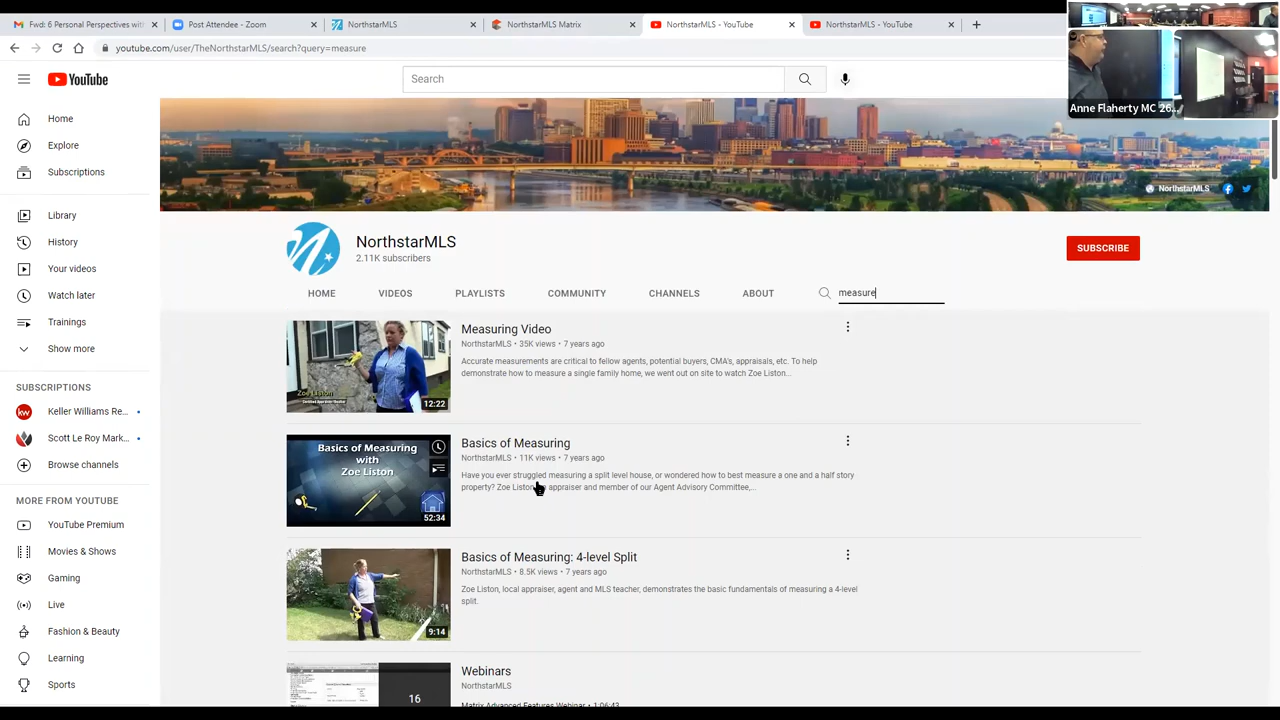 Fwd: 6 Personal Perspectives with
Post Attendee - Zoom
NorthstarMLS
NorthstarMLS Matrix
NorthstarMLS - YouTube
NorthstarMLS - YouTube
youtube.com/user/TheNorthstarMLS/search?query=measure
Anne Flaherty MC 26...
YouTube
Search
Home
Explore
Subscriptions
Library
History
Your videos
Watch later
Trainings
Show more
SUBSCRIPTIONS
Keller Williams Re...
Scott Le Roy Mark...
Browse channels
MORE FROM YOUTUBE
YouTube Premium
Movies & Shows
Gaming
Live
Fashion & Beauty
Learning
Sports
NorthstarMLS
NorthstarMLS
2.11K subscribers
SUBSCRIBE
HOME
VIDEOS
PLAYLISTS
COMMUNITY
CHANNELS
ABOUT
measure
Zoe Liston
12:22
Measuring Video
NorthstarMLS • 35K views • 7 years ago
Accurate measurements are critical to fellow agents, potential buyers, CMA's, appraisals, etc. To help
demonstrate how to measure a single family home, we went out on site to watch Zoe Liston...
Basics of Measuring
with
Zoe Liston
52:34
Basics of Measuring
NorthstarMLS • 11K views • 7 years ago
Have you ever struggled measuring a split level house, or wondered how to best measure a one and a half story
property? Zoe Liston, appraiser and member of our Agent Advisory Committee,...
9:14
Basics of Measuring: 4-level Split
NorthstarMLS • 8.5K views • 7 years ago
Zoe Liston, local appraiser, agent and MLS teacher, demonstrates the basic fundamentals of measuring a 4-level
split.
16
Webinars
NorthstarMLS
Matrix Advanced Features Webinar • 1:06:43